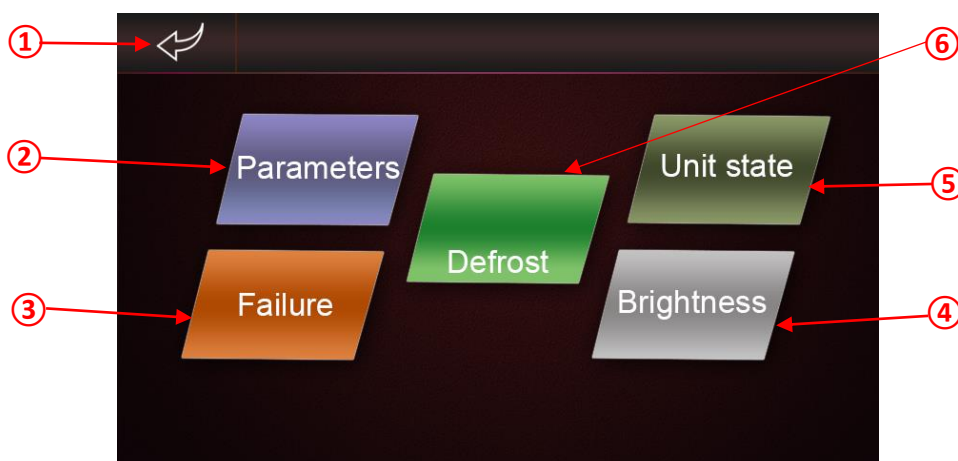 ①
⑥
②
Parameters
Unit state
⑤
Defrost
③
Failure
Brightness
④